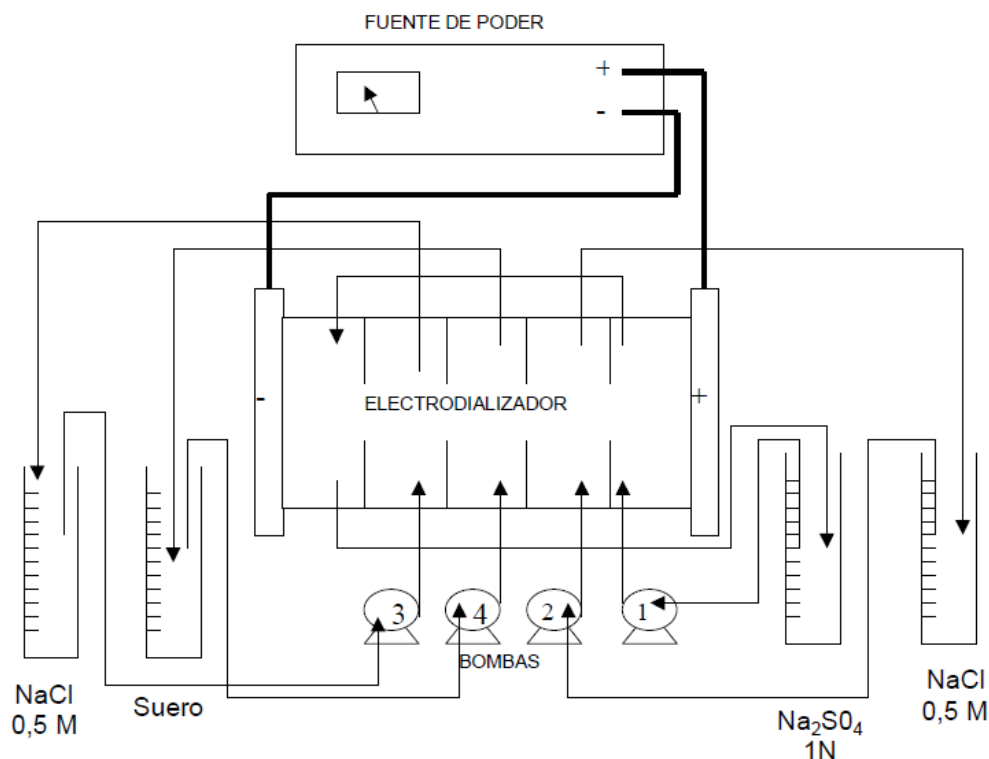 FUENTE DE PODER
+
-
-
ELECTRODIALIZADOR
+
3
4
2
1
BOMBAS
NaCl
0,5 M
Suero
Na₂S0₄
1N
NaCl
0,5 M